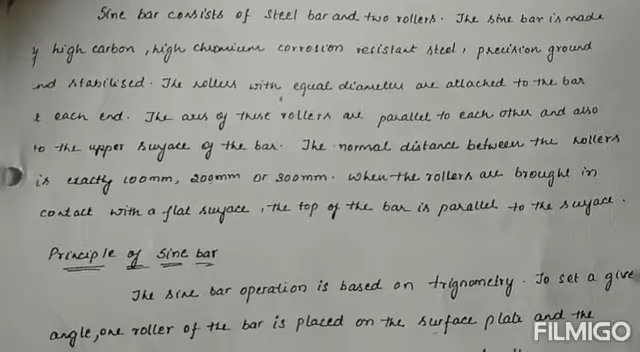 Sine bar consists of steel bar and two rollers. The sine bar is made
y high carbon, high chromium corrosion resistant steel, precision ground
and stabilised. The rollers with equal diameter are attached to the bar
t each end. The axis of these rollers are parallel to each other and also
to the upper surface of the bar. The normal distance between the rollers
is exactly 100mm, 200mm or 300mm. When the rollers are brought in
contact with a flat surface, the top of the bar is parallel to the surface.
Principle of Sine bar
The sine bar operation is based on trignometry. To set a give
angle, one roller of the bar is placed on the surface plate and the
FILMIGO